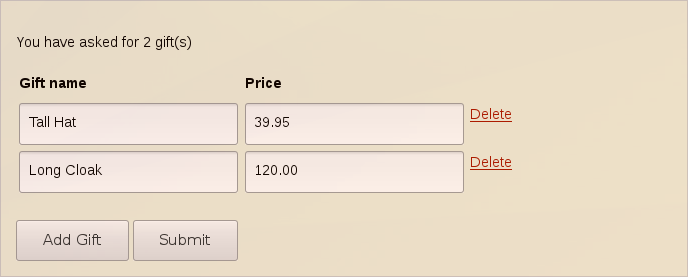 You have asked for 2 gift(s)
Gift name Price
Tall Hat 39.95 Delete
Long Cloak 120.00 Delete
Add Gift Submit